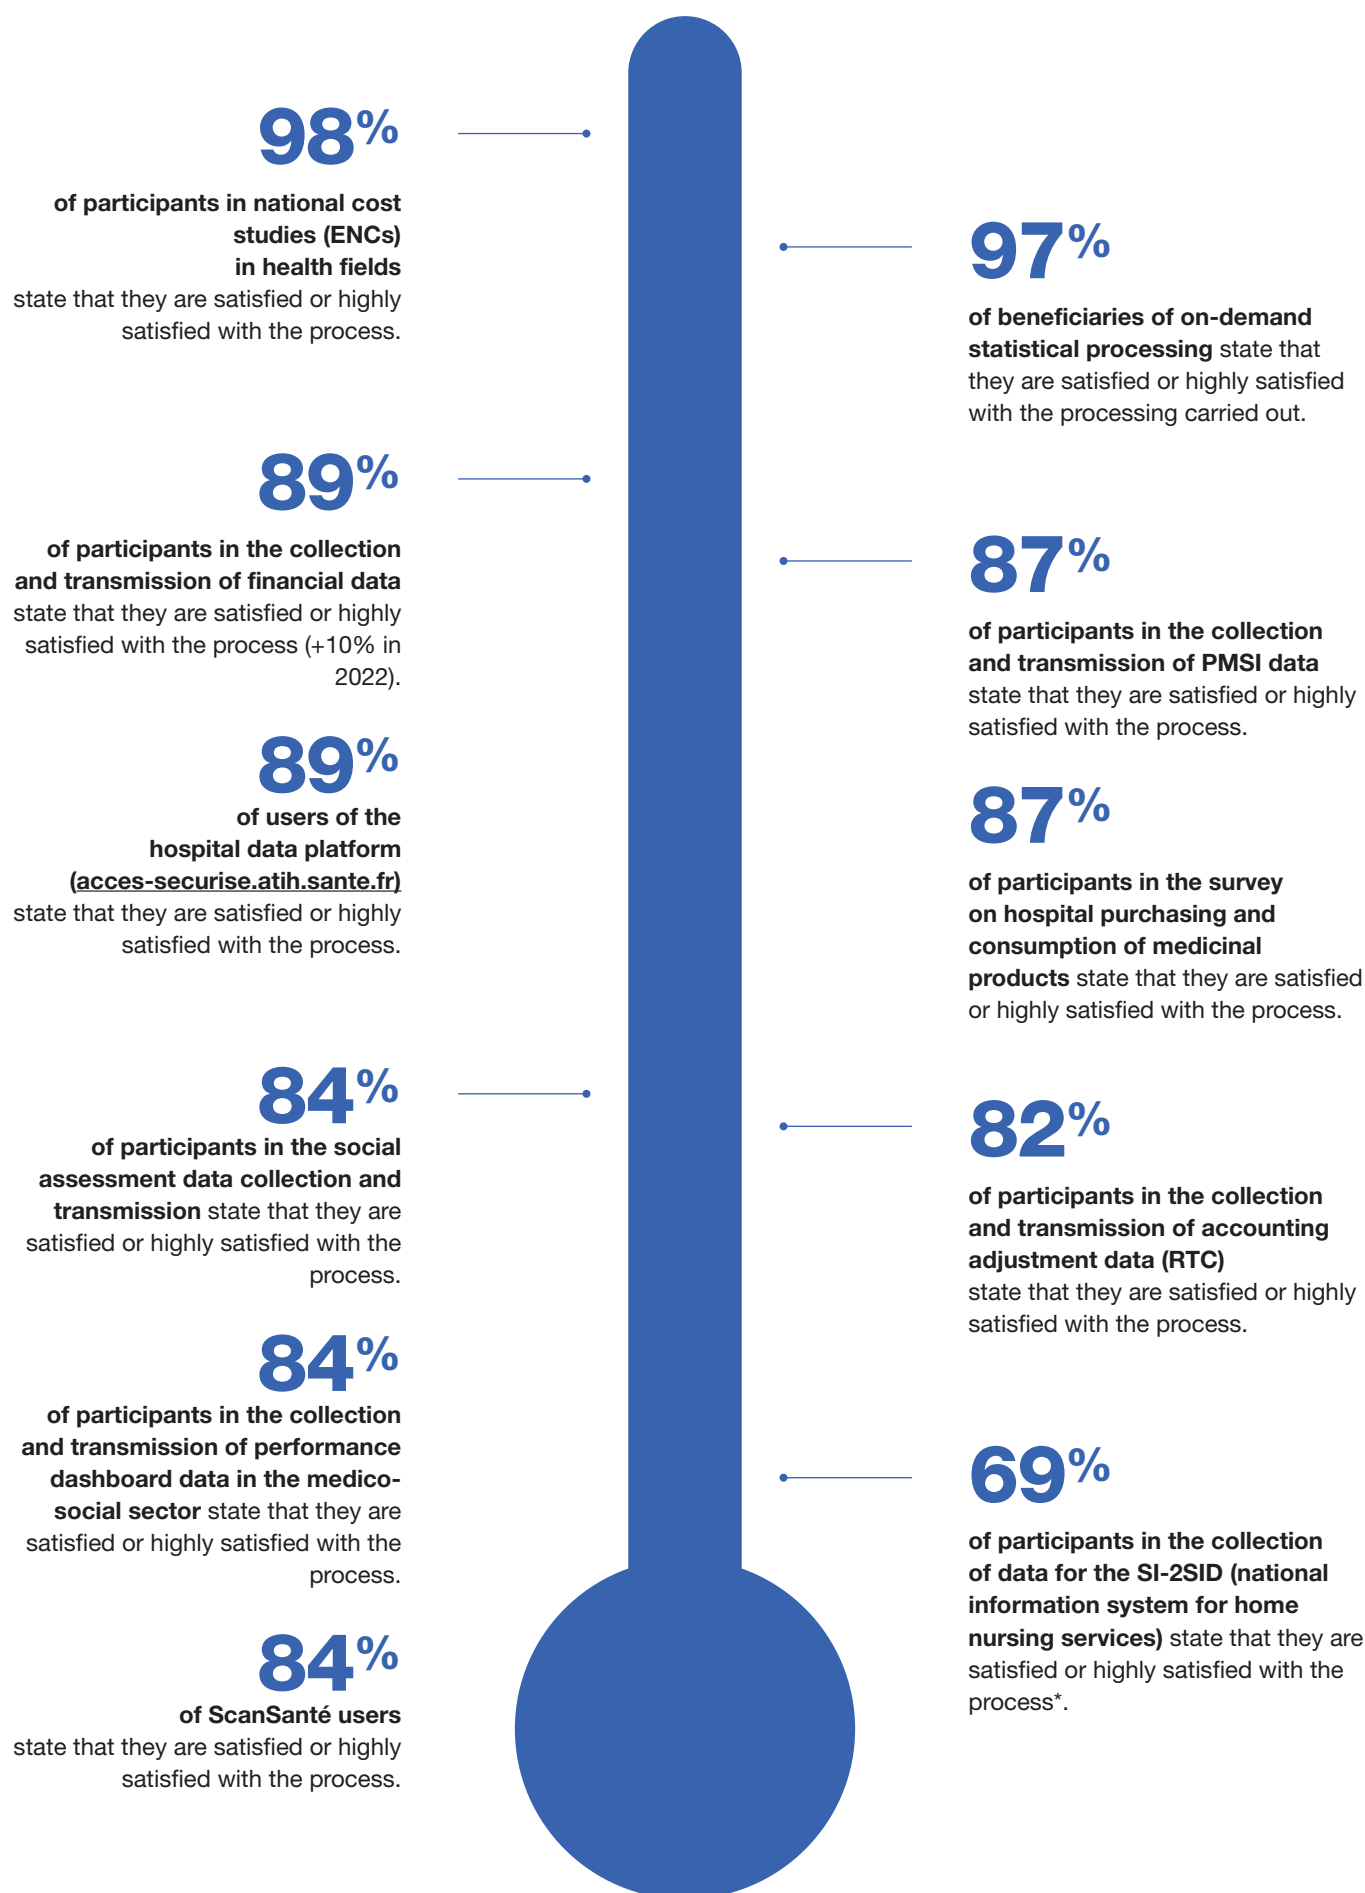 98%
of participants in national cost
studies (ENCs)
in health fields
state that they are satisfied or highly
satisfied with the process.
97%
of beneficiaries of on-demand
statistical processing state that
they are satisfied or highly satisfied
with the processing carried out.
89%
of participants in the collection
and transmission of financial data
state that they are satisfied or highly
satisfied with the process (+10% in
2022).
87%
of participants in the collection
and transmission of PMSI data
state that they are satisfied or highly
satisfied with the process.
89%
of users of the
hospital data platform
(acces-securise.atih.sante.fr)
state that they are satisfied or highly
satisfied with the process.
87%
of participants in the survey
on hospital purchasing and
consumption of medicinal
products state that they are satisfied
or highly satisfied with the process.
84%
of participants in the social
assessment data collection and
transmission state that they are
satisfied or highly satisfied with the
process.
82%
of participants in the collection
and transmission of accounting
adjustment data (RTC)
state that they are satisfied or highly
satisfied with the process.
84%
of participants in the collection
and transmission of performance
dashboard data in the medico-
social sector state that they are
satisfied or highly satisfied with the
process.
69%
of participants in the collection
of data for the SI-2SID (national
information system for home
nursing services) state that they are
satisfied or highly satisfied with the
process*.
84%
of ScanSanté users
state that they are satisfied or highly
satisfied with the process.